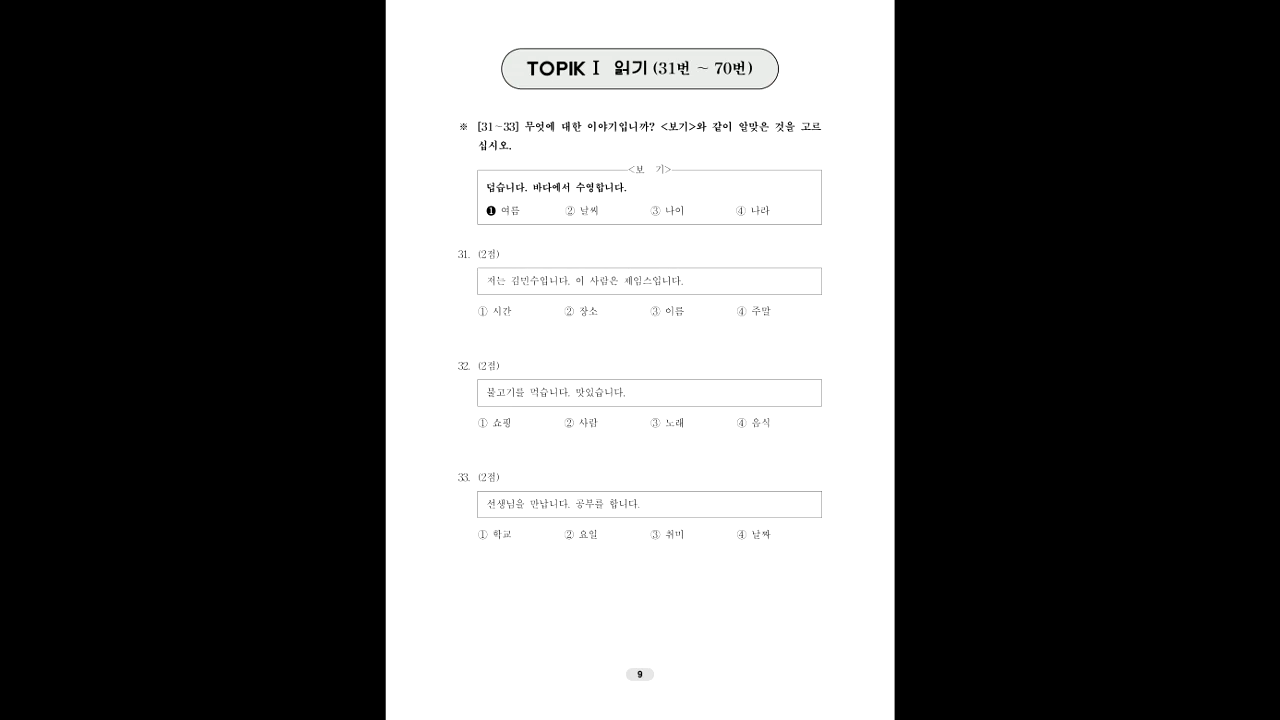 TOPIK Ⅰ 읽기 (31번 ~ 70번)
※ [31~33] 무엇에 대한 이야기입니까? <보기>와 같이 알맞은 것을 고르
십시오.
<보 기>
덥습니다. 바다에서 수영합니다.
❶ 여름 ② 날씨 ③ 나이 ④ 나라
31. (2점)
저는 김민수입니다. 이 사람은 제임스입니다.
① 시간 ② 장소 ③ 이름 ④ 주말
32. (2점)
불고기를 먹습니다. 맛있습니다.
① 쇼핑 ② 사람 ③ 노래 ④ 음식
33. (2점)
선생님을 만납니다. 공부를 합니다.
① 학교 ② 요일 ③ 취미 ④ 날짜
9